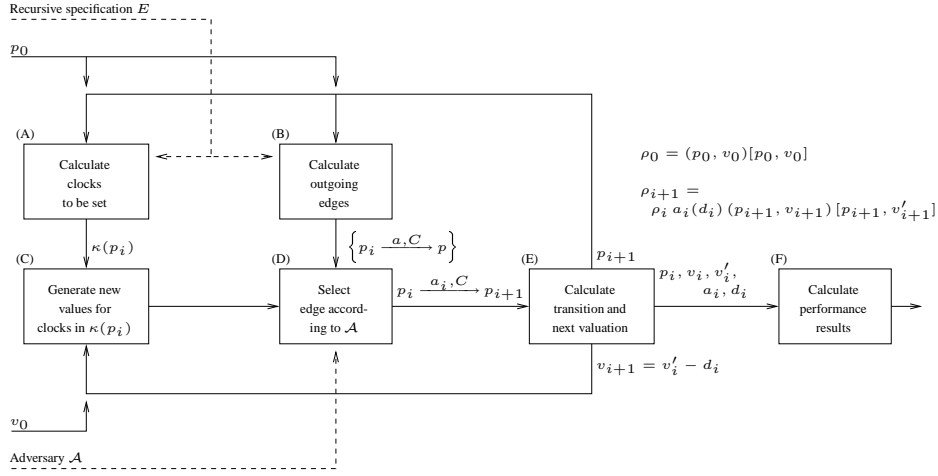 Recursive specification E
p₀
(A)
Calculate
clocks
to be set
(B)
Calculate
outgoing
edges
ρ₀ = (p₀, v₀)[p₀, v₀]
ρᵢ₊₁ =
ρᵢ aᵢ(dᵢ) (pᵢ₊₁, vᵢ₊₁) [pᵢ₊₁, v′ᵢ₊₁]
κ(pᵢ)
{ pᵢ —a, C→ p }
(C)
Generate new
values for
clocks in κ(pᵢ)
(D)
Select
edge accord-
ing to 𝒜
pᵢ —aᵢ, C→ pᵢ₊₁
pᵢ₊₁
(E)
Calculate
transition and
next valuation
pᵢ, vᵢ, v′ᵢ,
aᵢ, dᵢ
(F)
Calculate
performance
results
vᵢ₊₁ = v′ᵢ − dᵢ
v₀
Adversary 𝒜